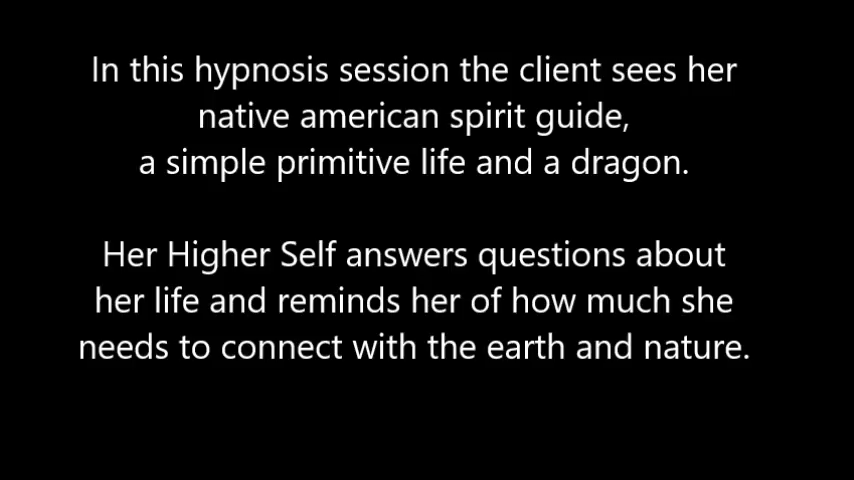 In this hypnosis session the client sees her
native american spirit guide,
a simple primitive life and a dragon.
Her Higher Self answers questions about
her life and reminds her of how much she
needs to connect with the earth and nature.